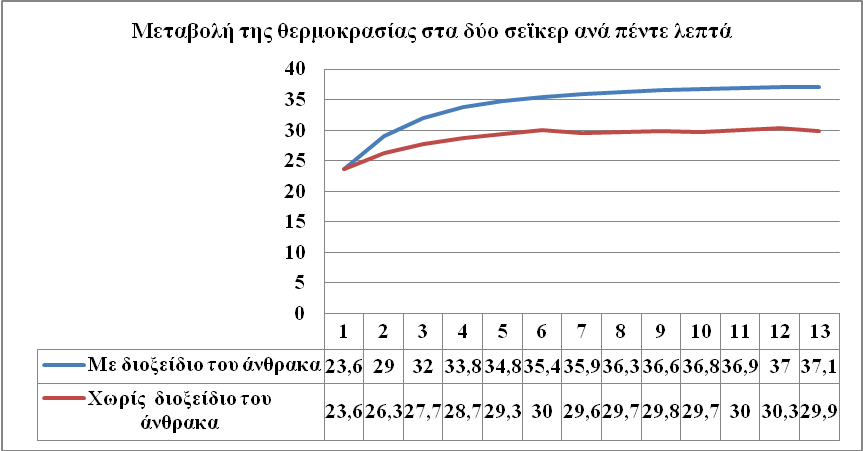 Μεταβολή της θερμοκρασίας στα δύο σεϊκερ ανά πέντε λεπτά
40
35
30
25
20
15
10
5
0
1 2 3 4 5 6 7 8 9 10 11 12 13
Με διοξείδιο του άνθρακα 23,6 29 32 33,8 34,8 35,4 35,9 36,3 36,6 36,8 36,9 37 37,1
Χωρίς διοξείδιο του
άνθρακα 23,6 26,3 27,7 28,7 29,3 30 29,6 29,7 29,8 29,7 30 30,3 29,9